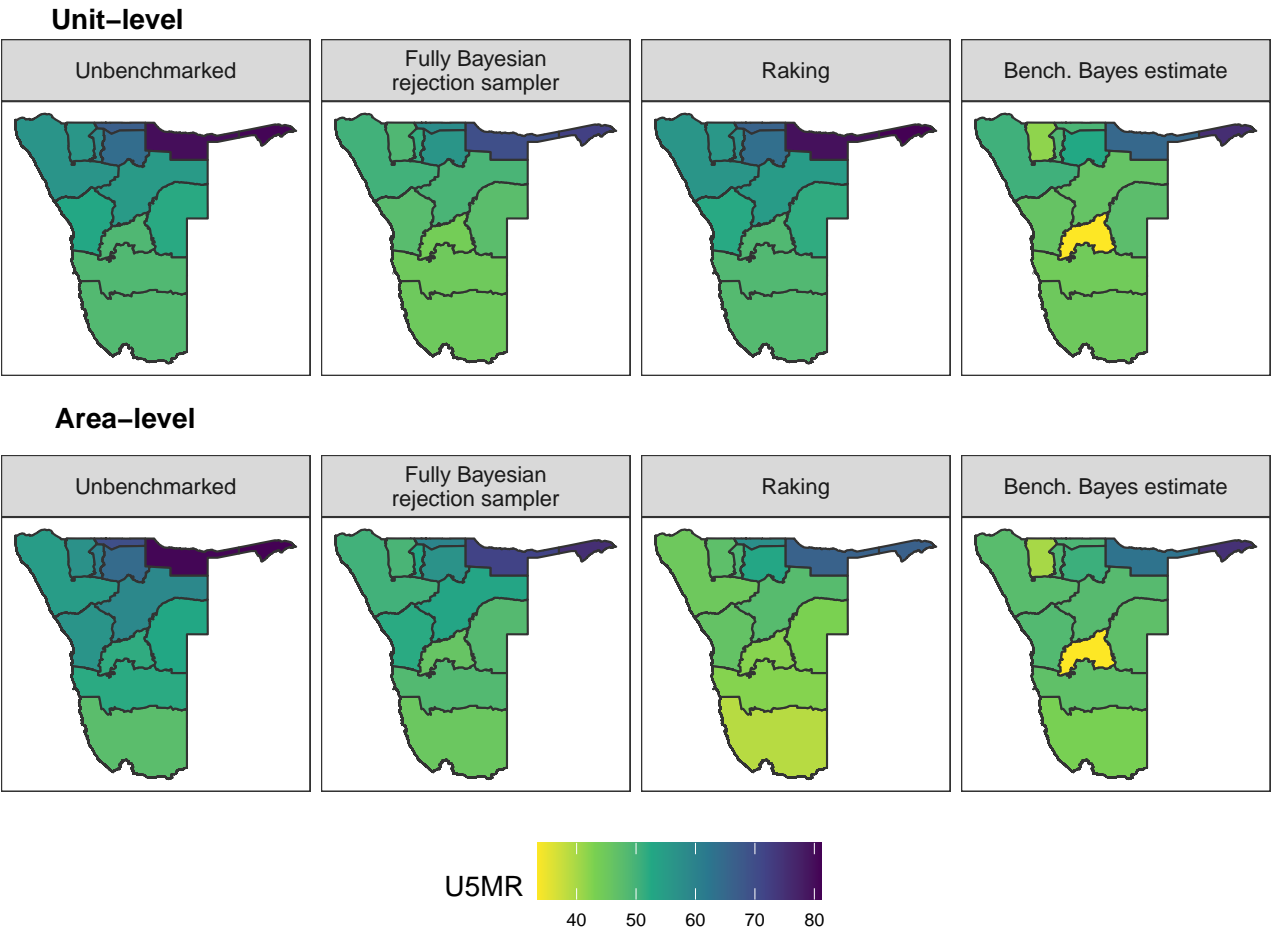 Unit−level
Unbenchmarked
Fully Bayesian
rejection sampler
Raking
Bench. Bayes estimate
Area−level
Unbenchmarked
Fully Bayesian
rejection sampler
Raking
Bench. Bayes estimate
U5MR
40 50 60 70 80